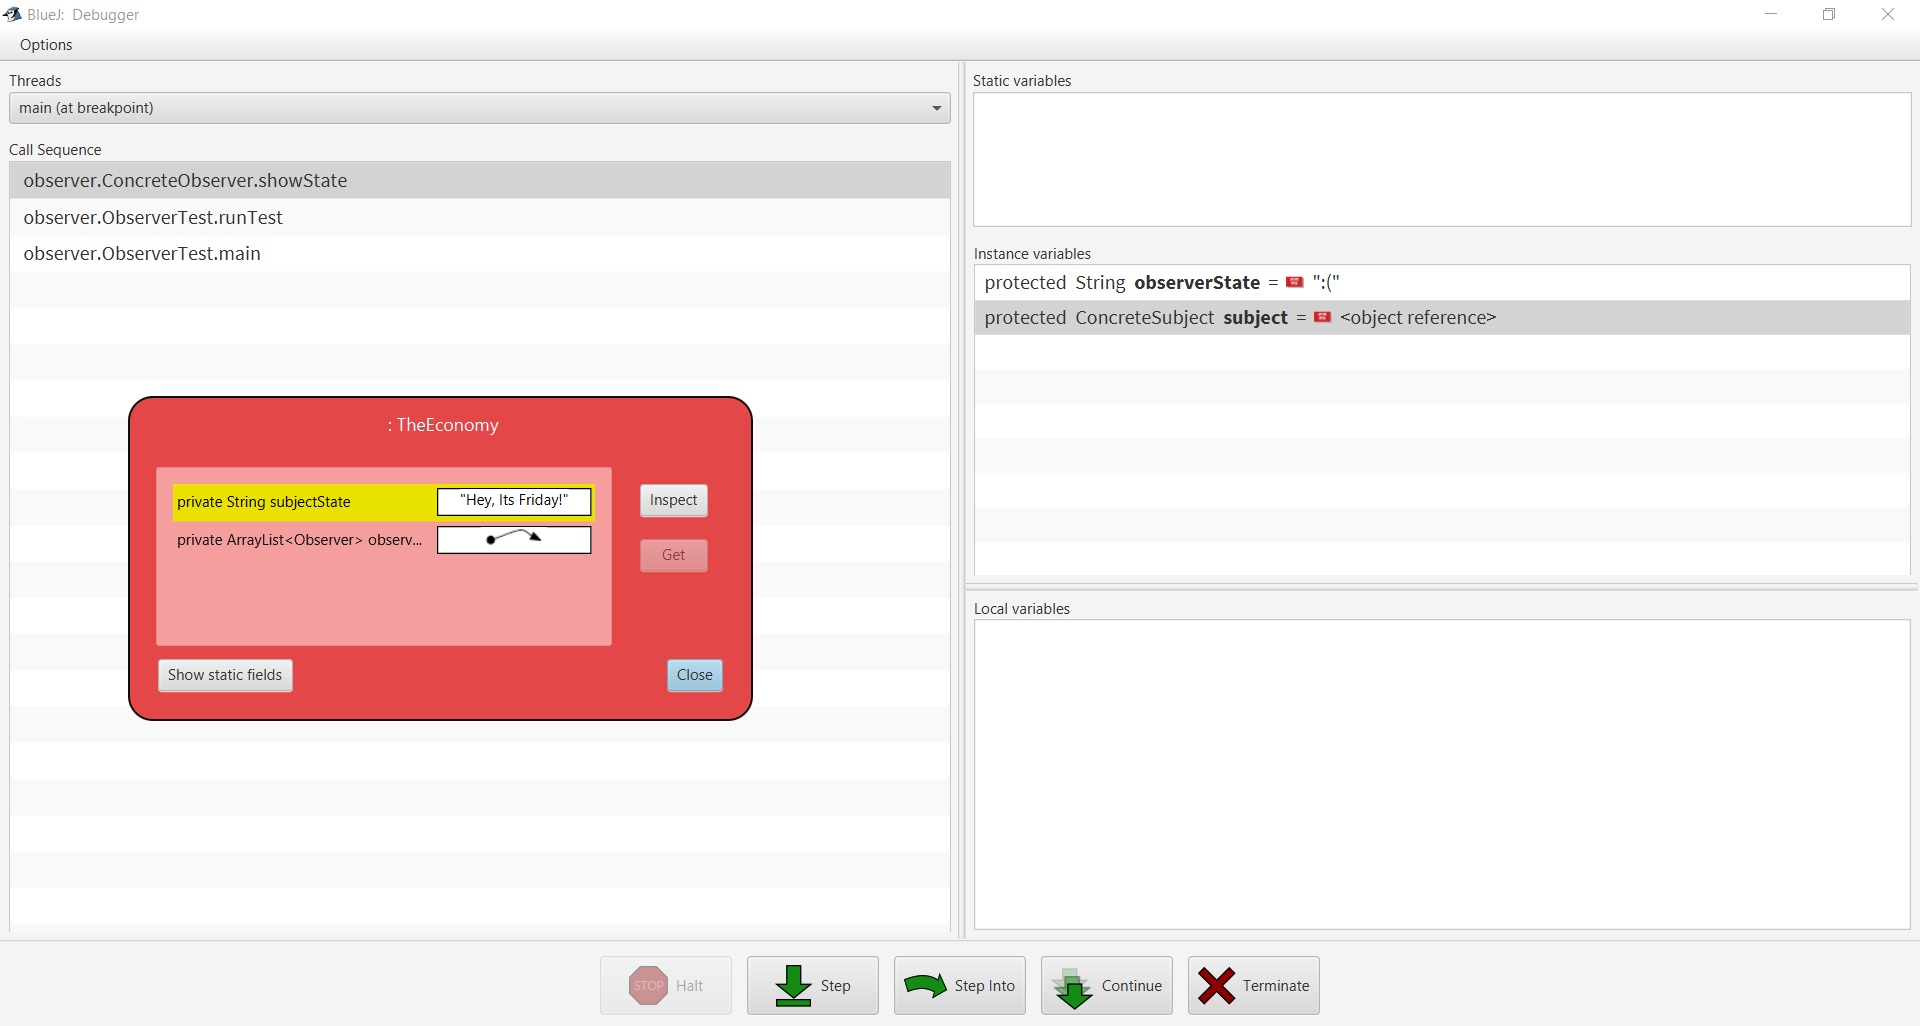 BlueJ: Debugger
Options
Threads
main (at breakpoint)
Call Sequence
observer.ConcreteObserver.showState
observer.ObserverTest.runTest
observer.ObserverTest.main
: TheEconomy
private String subjectState "Hey, Its Friday!"
private ArrayList<Observer> observ...
Inspect
Get
Show static fields
Close
Static variables
Instance variables
protected String observerState = ":("
protected ConcreteSubject subject = <object reference>
Local variables
STOP Halt
Step
Step Into
Continue
Terminate